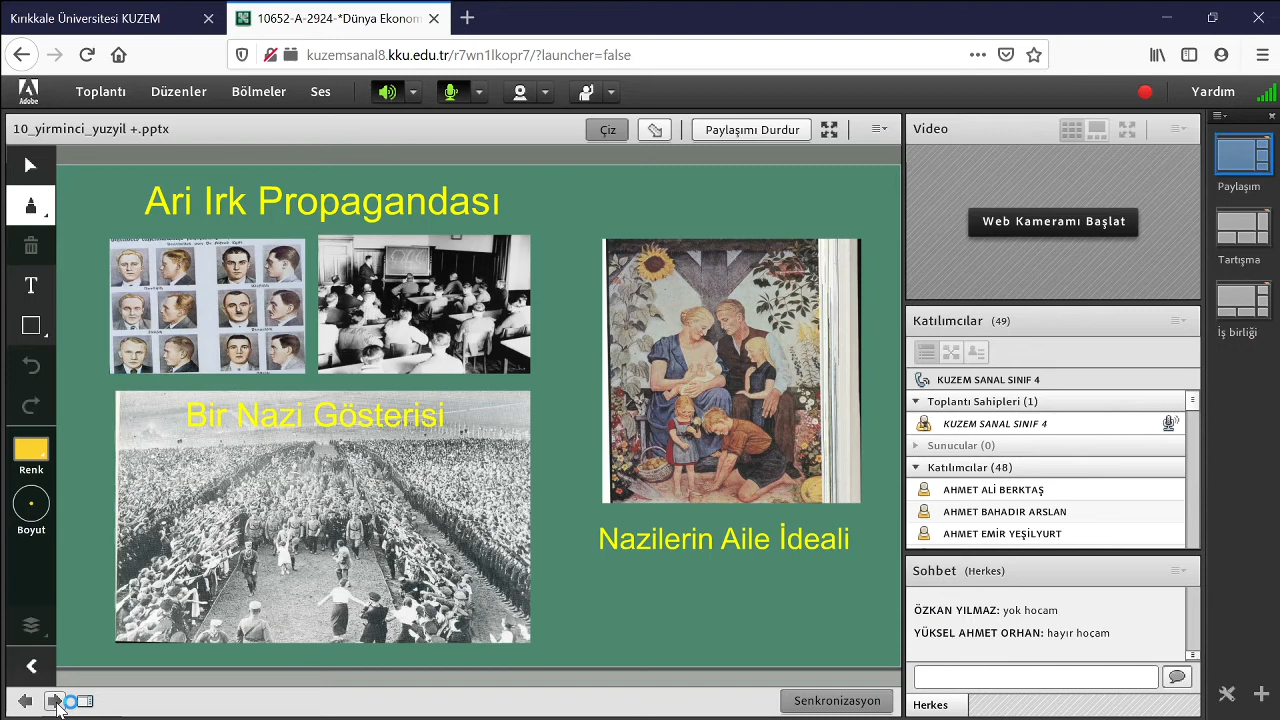 Kırıkkale Üniversitesi KUZEM
10652-A-2924-*Dünya Ekonom
kuzemsanal8.kku.edu.tr/r7wn1lkopr7/?launcher=false
Adobe
Toplantı
Düzenler
Bölmeler
Ses
Yardım
10_yirminci_yuzyil +.pptx
Çiz
Paylaşımı Durdur
Video
Web Kameramı Başlat
Paylaşım
Tartışma
İş birliği
Ari Irk Propagandası
Bir Nazi Gösterisi
Nazilerin Aile İdeali
T
Renk
Boyut
Katılımcılar (49)
KUZEM SANAL SINIF 4
Toplantı Sahipleri (1)
KUZEM SANAL SINIF 4
Sunucular (0)
Katılımcılar (48)
AHMET ALİ BERKTAŞ
AHMET BAHADIR ARSLAN
AHMET EMİR YEŞİLYURT
Sohbet (Herkes)
ÖZKAN YILMAZ: yok hocam
YÜKSEL AHMET ORHAN: hayır hocam
Senkronizasyon
Herkes